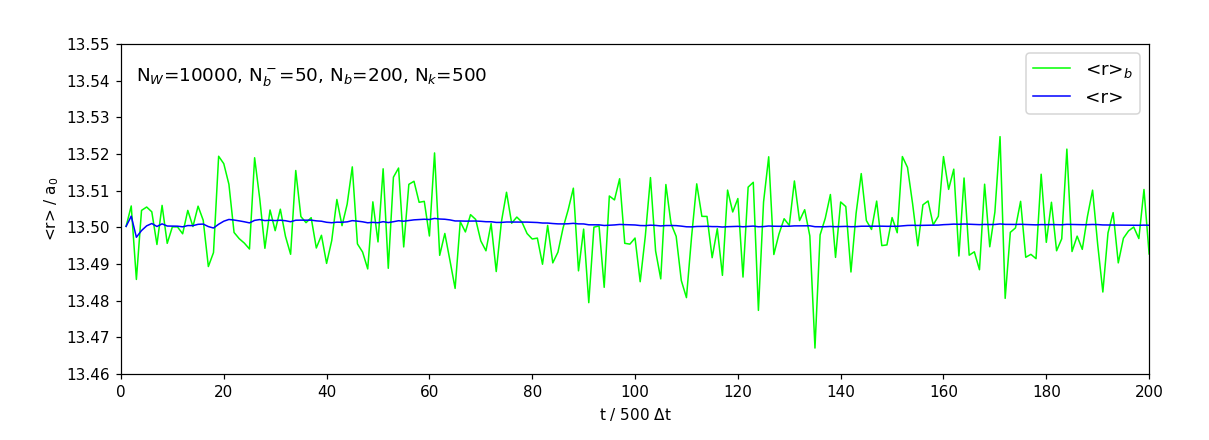 13.55
13.54
13.53
13.52
13.51
13.50
13.49
13.48
13.47
13.46
<r> / a₀
N_W=10000, N_b^−=50, N_b=200, N_k=500
<r>_b
<r>
0 20 40 60 80 100 120 140 160 180 200
t / 500 Δt